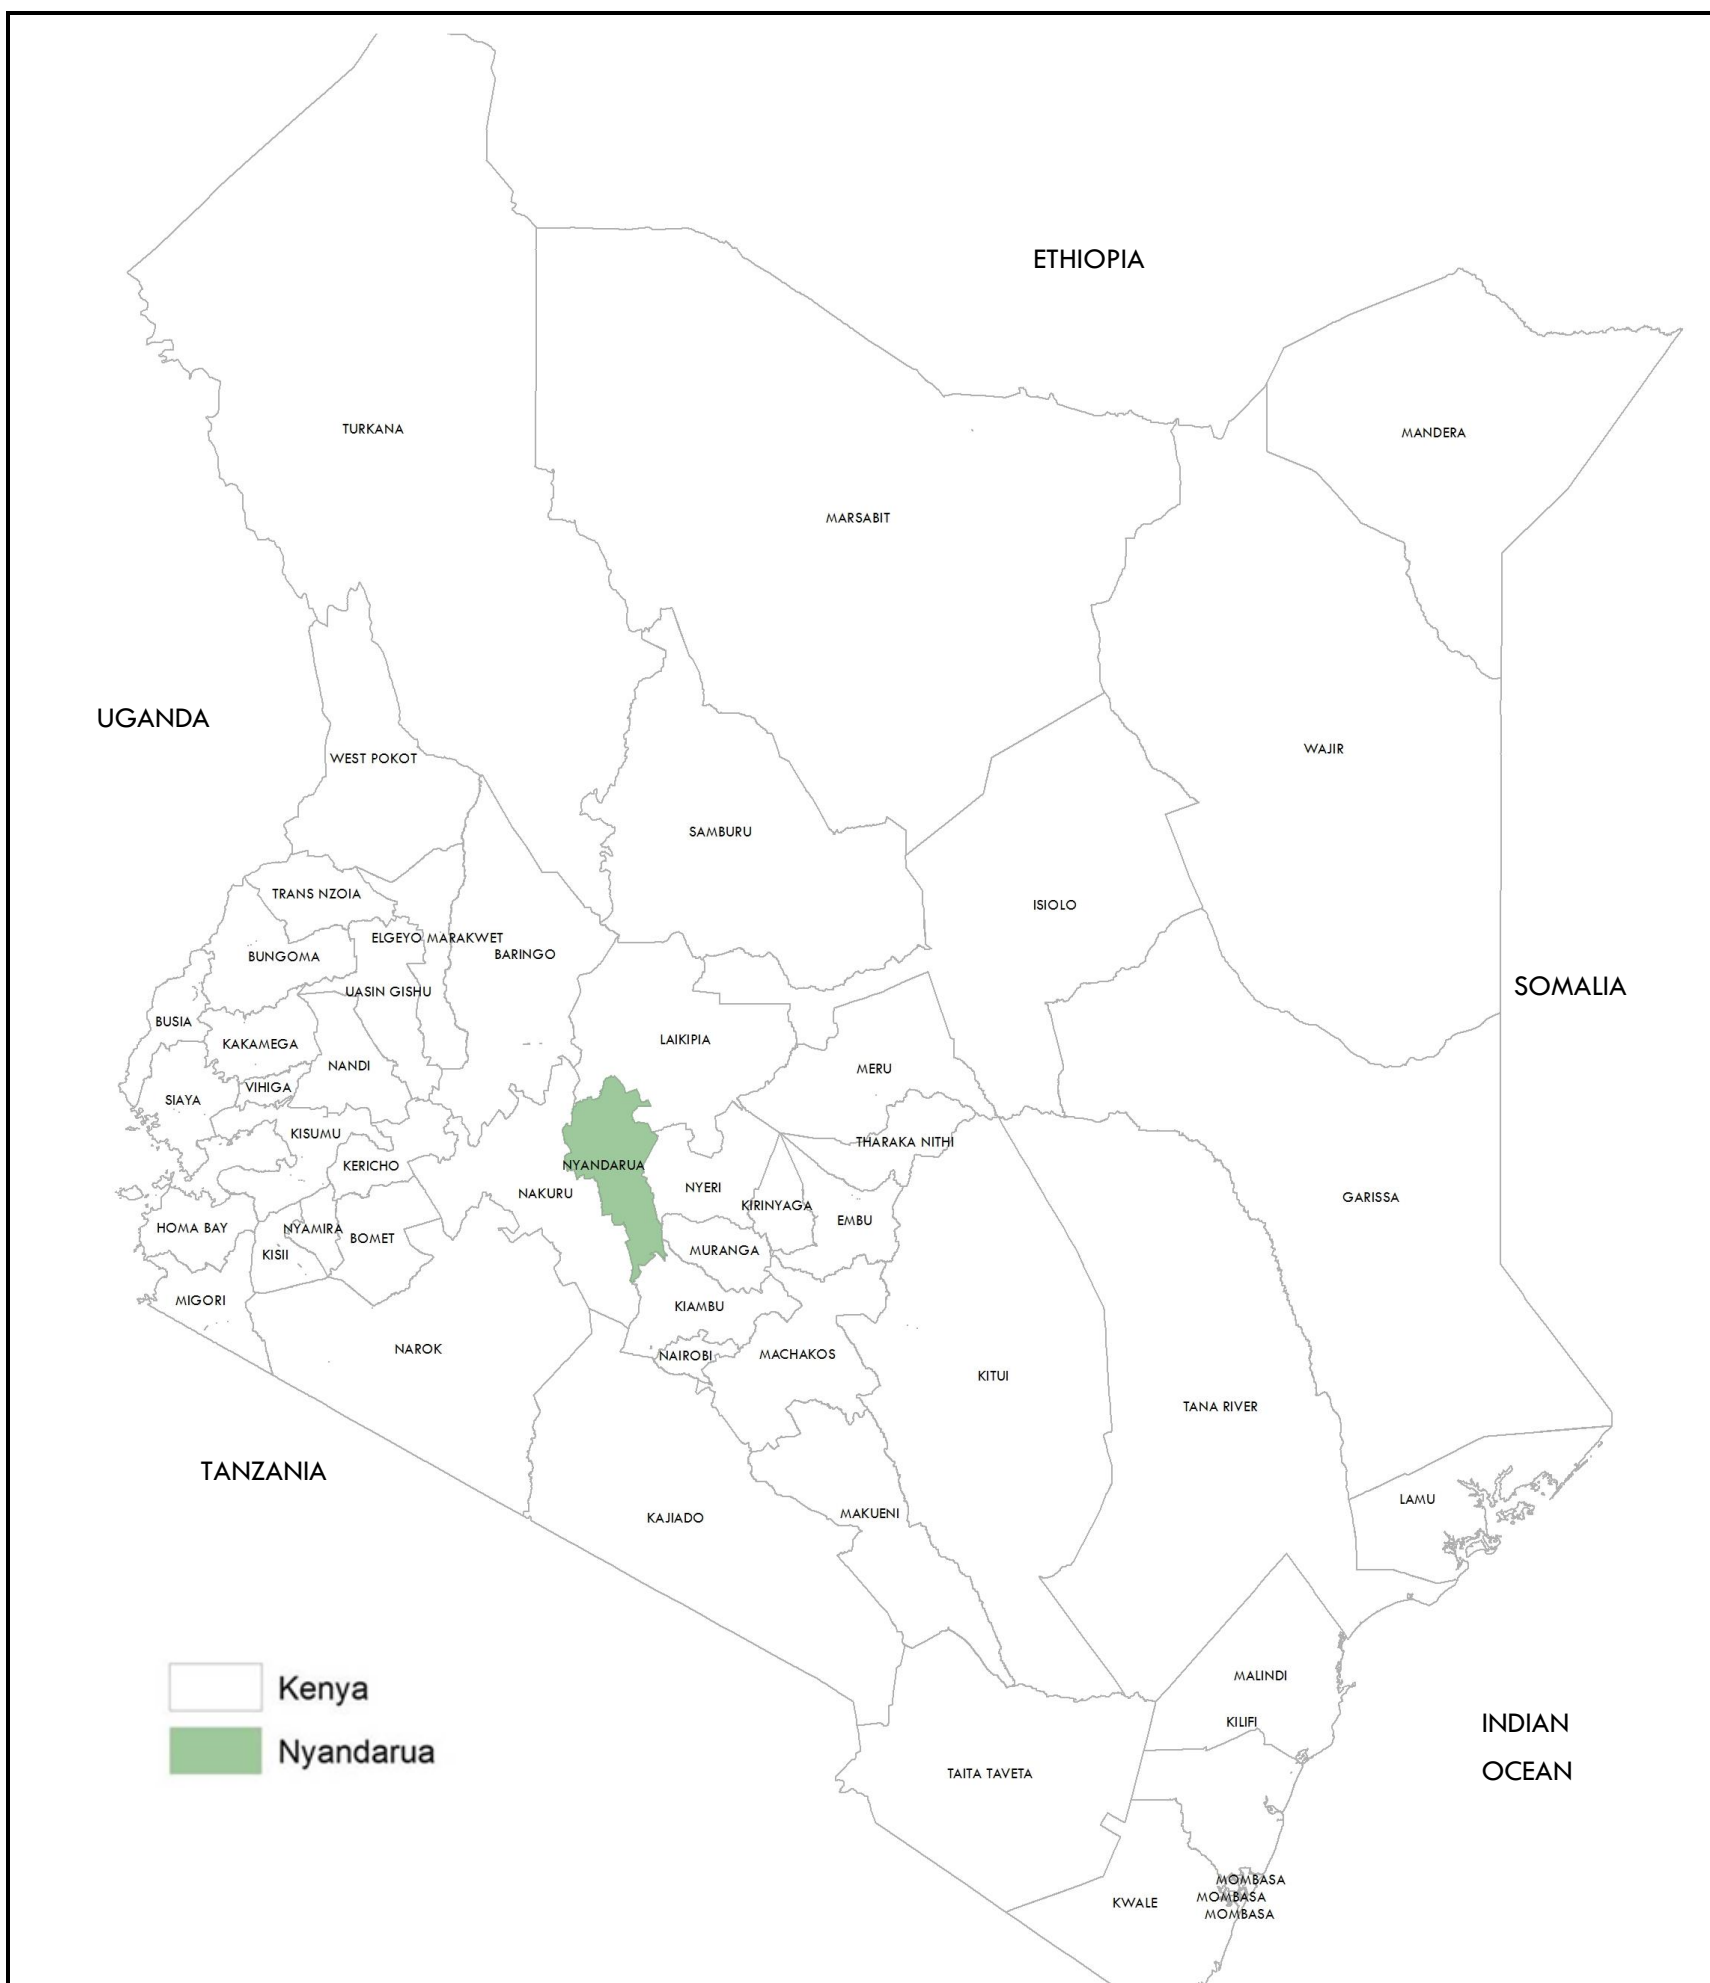 ETHIOPIA
TURKANA
MANDERA
MARSABIT
UGANDA
WAJIR
WEST POKOT
SAMBURU
TRANS NZOIA
ISIOLO
ELGEYO MARAKWET
BARINGO
BUNGOMA
SOMALIA
UASIN GISHU
BUSIA
LAIKIPIA
KAKAMEGA
NANDI
MERU
VIHIGA
SIAYA
KISUMU
THARAKA NITHI
KERICHO
NYANDARUA
NYERI
NAKURU
GARISSA
KIRINYAGA
EMBU
HOMA BAY
NYAMIRA
BOMET
KISII
MURANGA
MIGORI
KIAMBU
NAROK
NAIROBI
MACHAKOS
KITUI
TANA RIVER
TANZANIA
LAMU
MAKUENI
KAJIADO
MALINDI
Kenya
KILIFI
INDIAN
OCEAN
Nyandarua
TAITA TAVETA
MOMBASA
MOMBASA
KWALE
MOMBASA